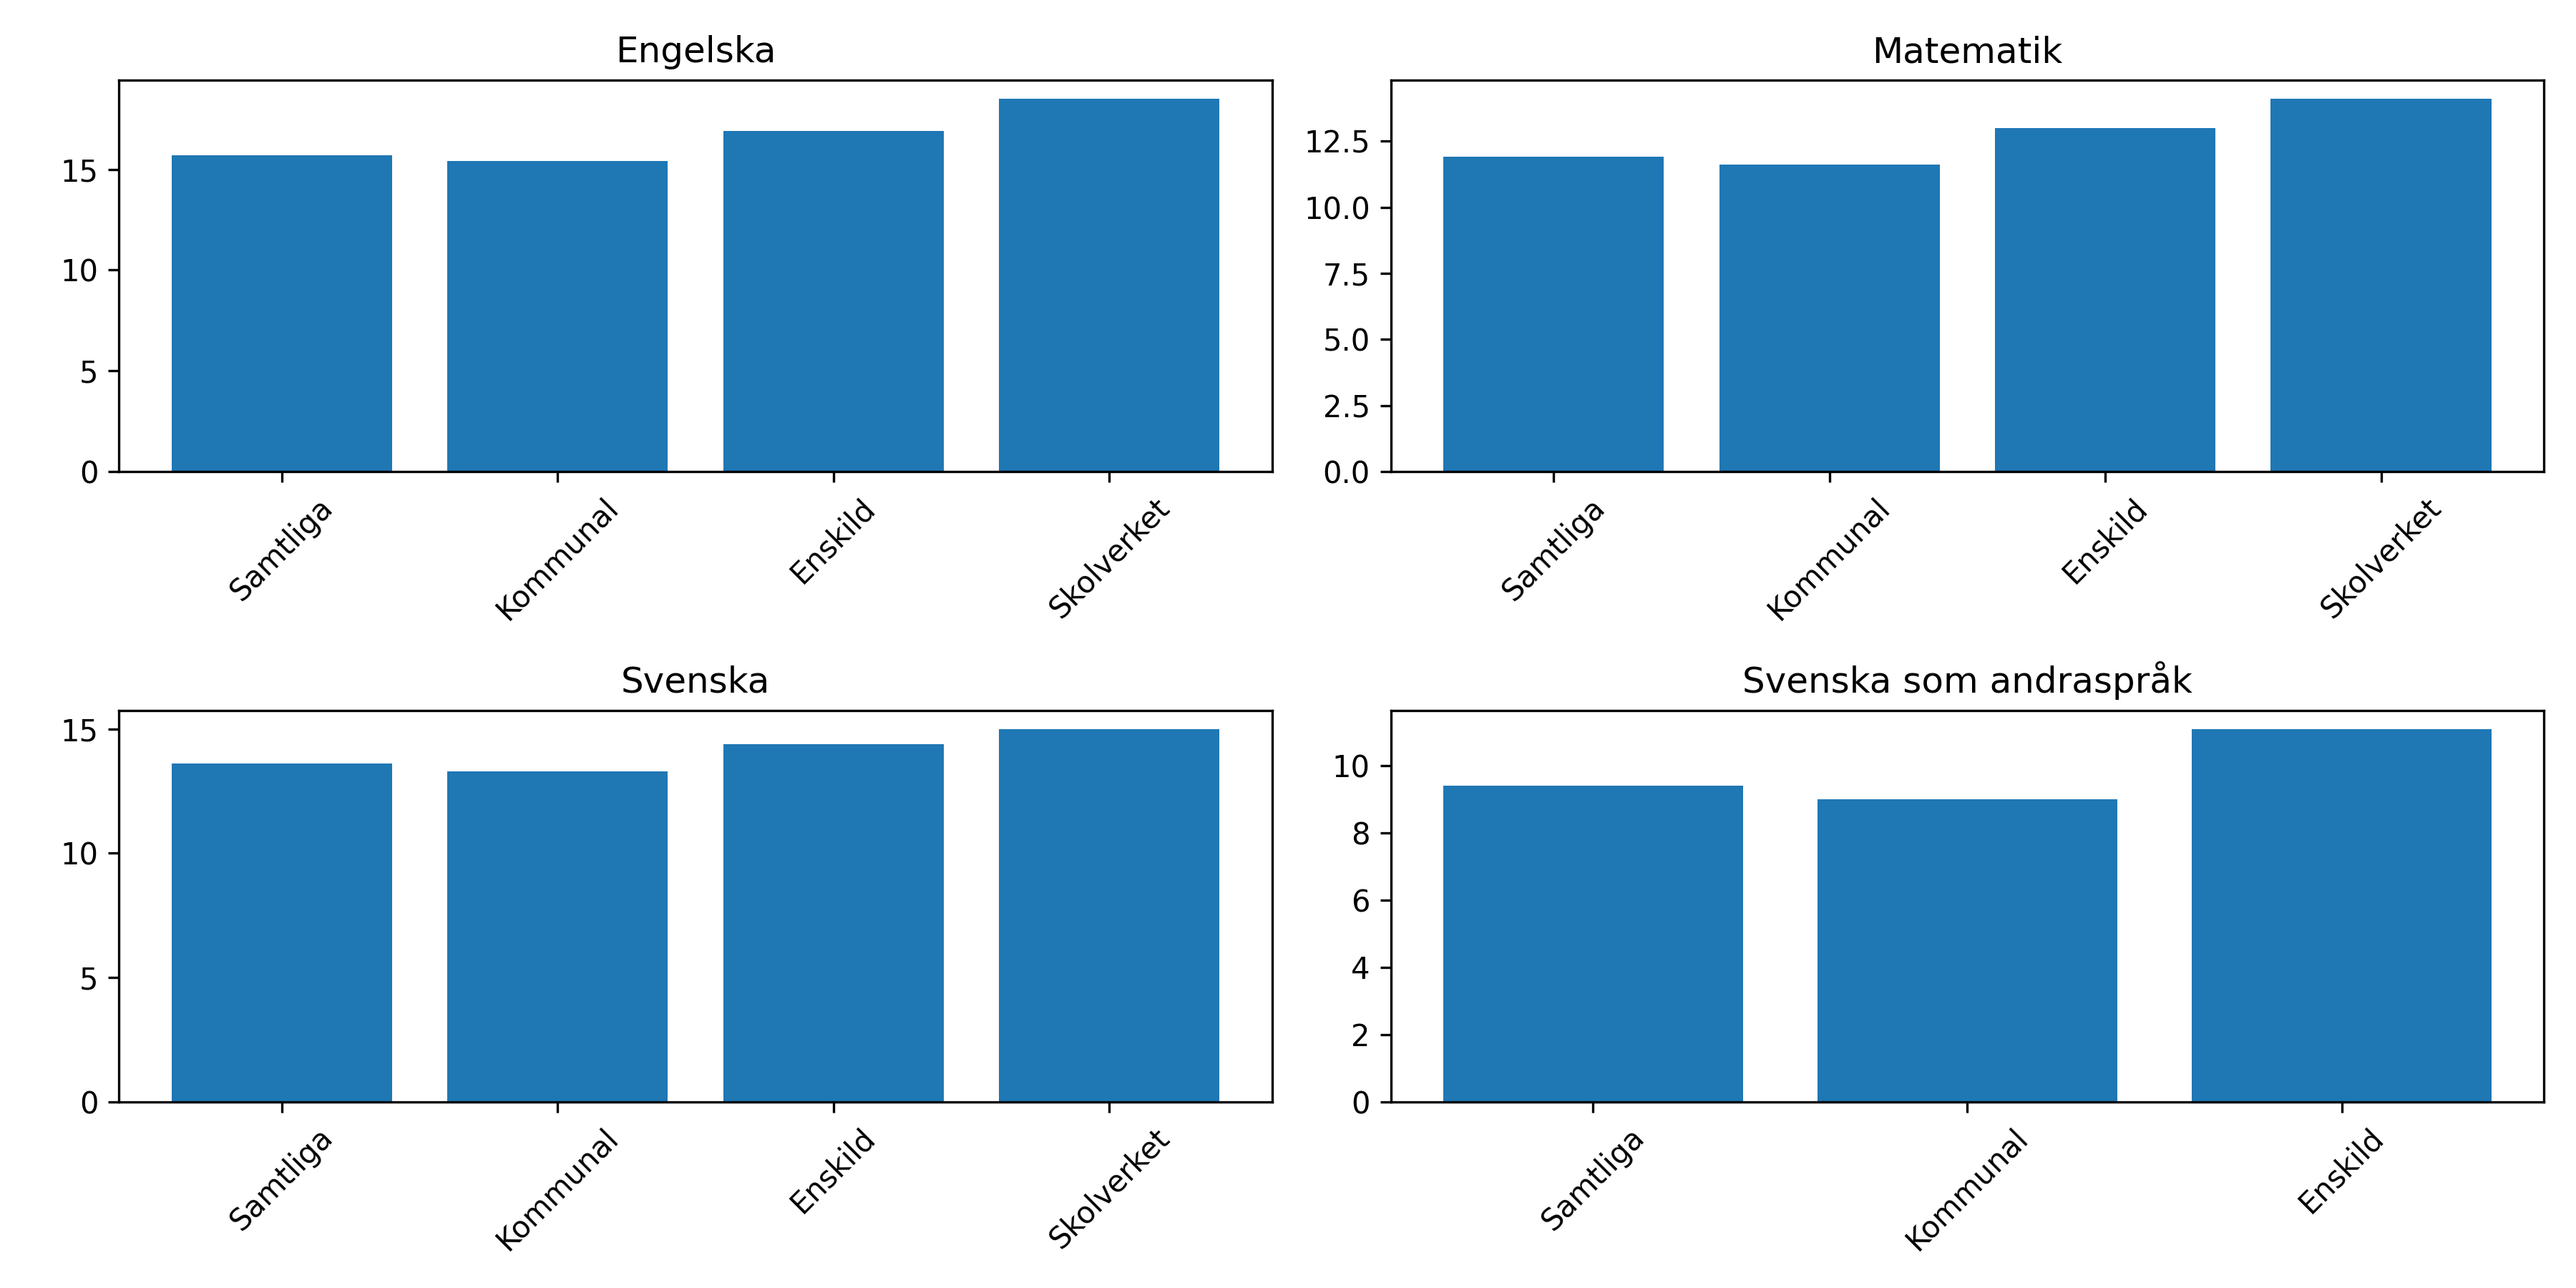 Engelska
15
10
5
0
Samtliga
Kommunal
Enskild
Skolverket
Matematik
12.5
10.0
7.5
5.0
2.5
0.0
Samtliga
Kommunal
Enskild
Skolverket
Svenska
15
10
5
0
Samtliga
Kommunal
Enskild
Skolverket
Svenska som andraspråk
10
8
6
4
2
0
Samtliga
Kommunal
Enskild